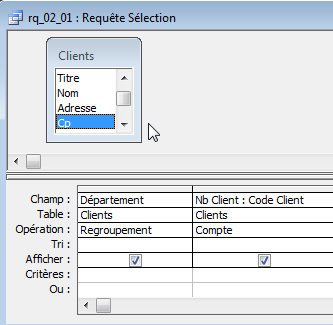 rq_02_01 : Requête Sélection
Clients
Titre
Nom
Adresse
Cp
Champ : Département Nb Client : Code Client
Table : Clients Clients
Opération : Regroupement Compte
Tri :
Afficher :
Critères :
Ou :